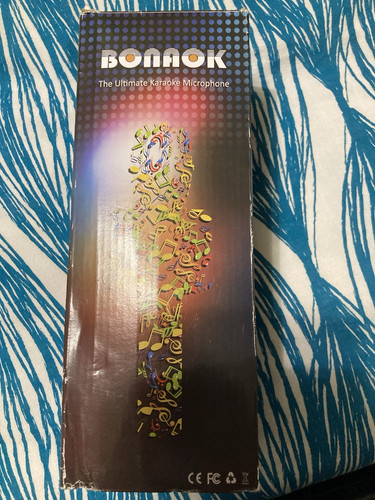 BONAOK
The Ultimate Karaoke Microphone
CE FC